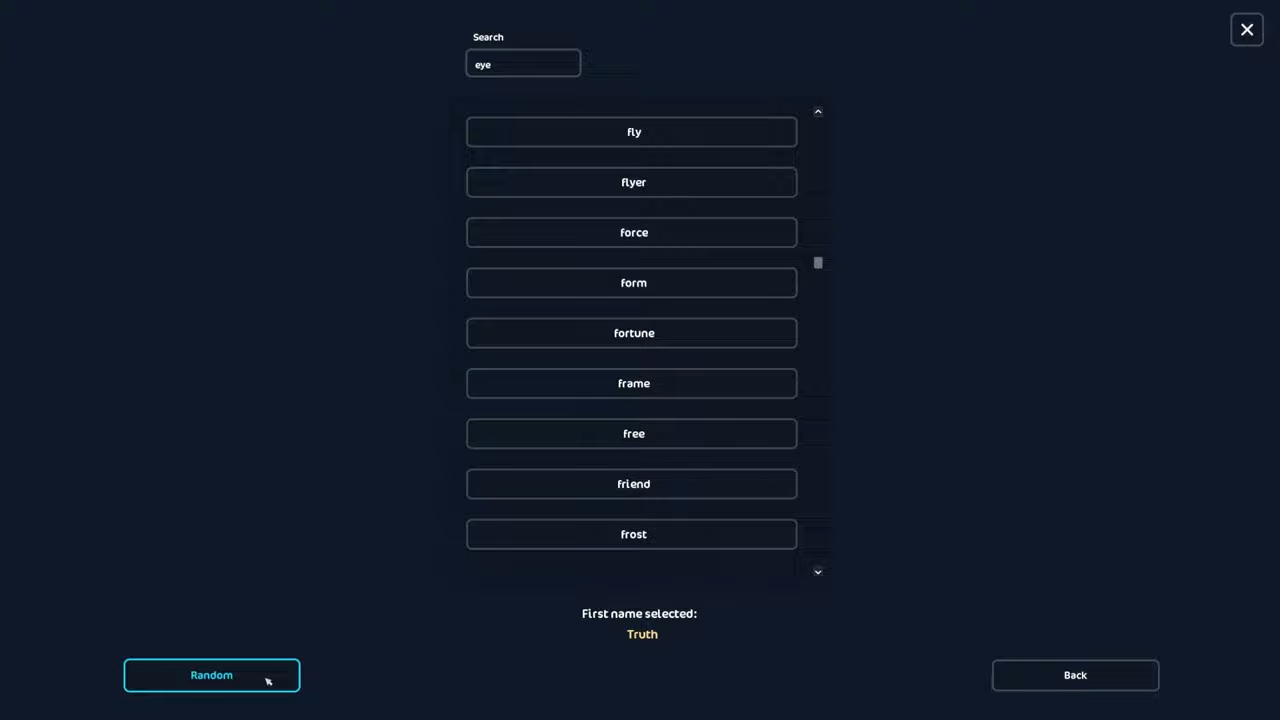 Search
eye
fly
flyer
force
form
fortune
frame
free
friend
frost
First name selected:
Truth
Random
Back